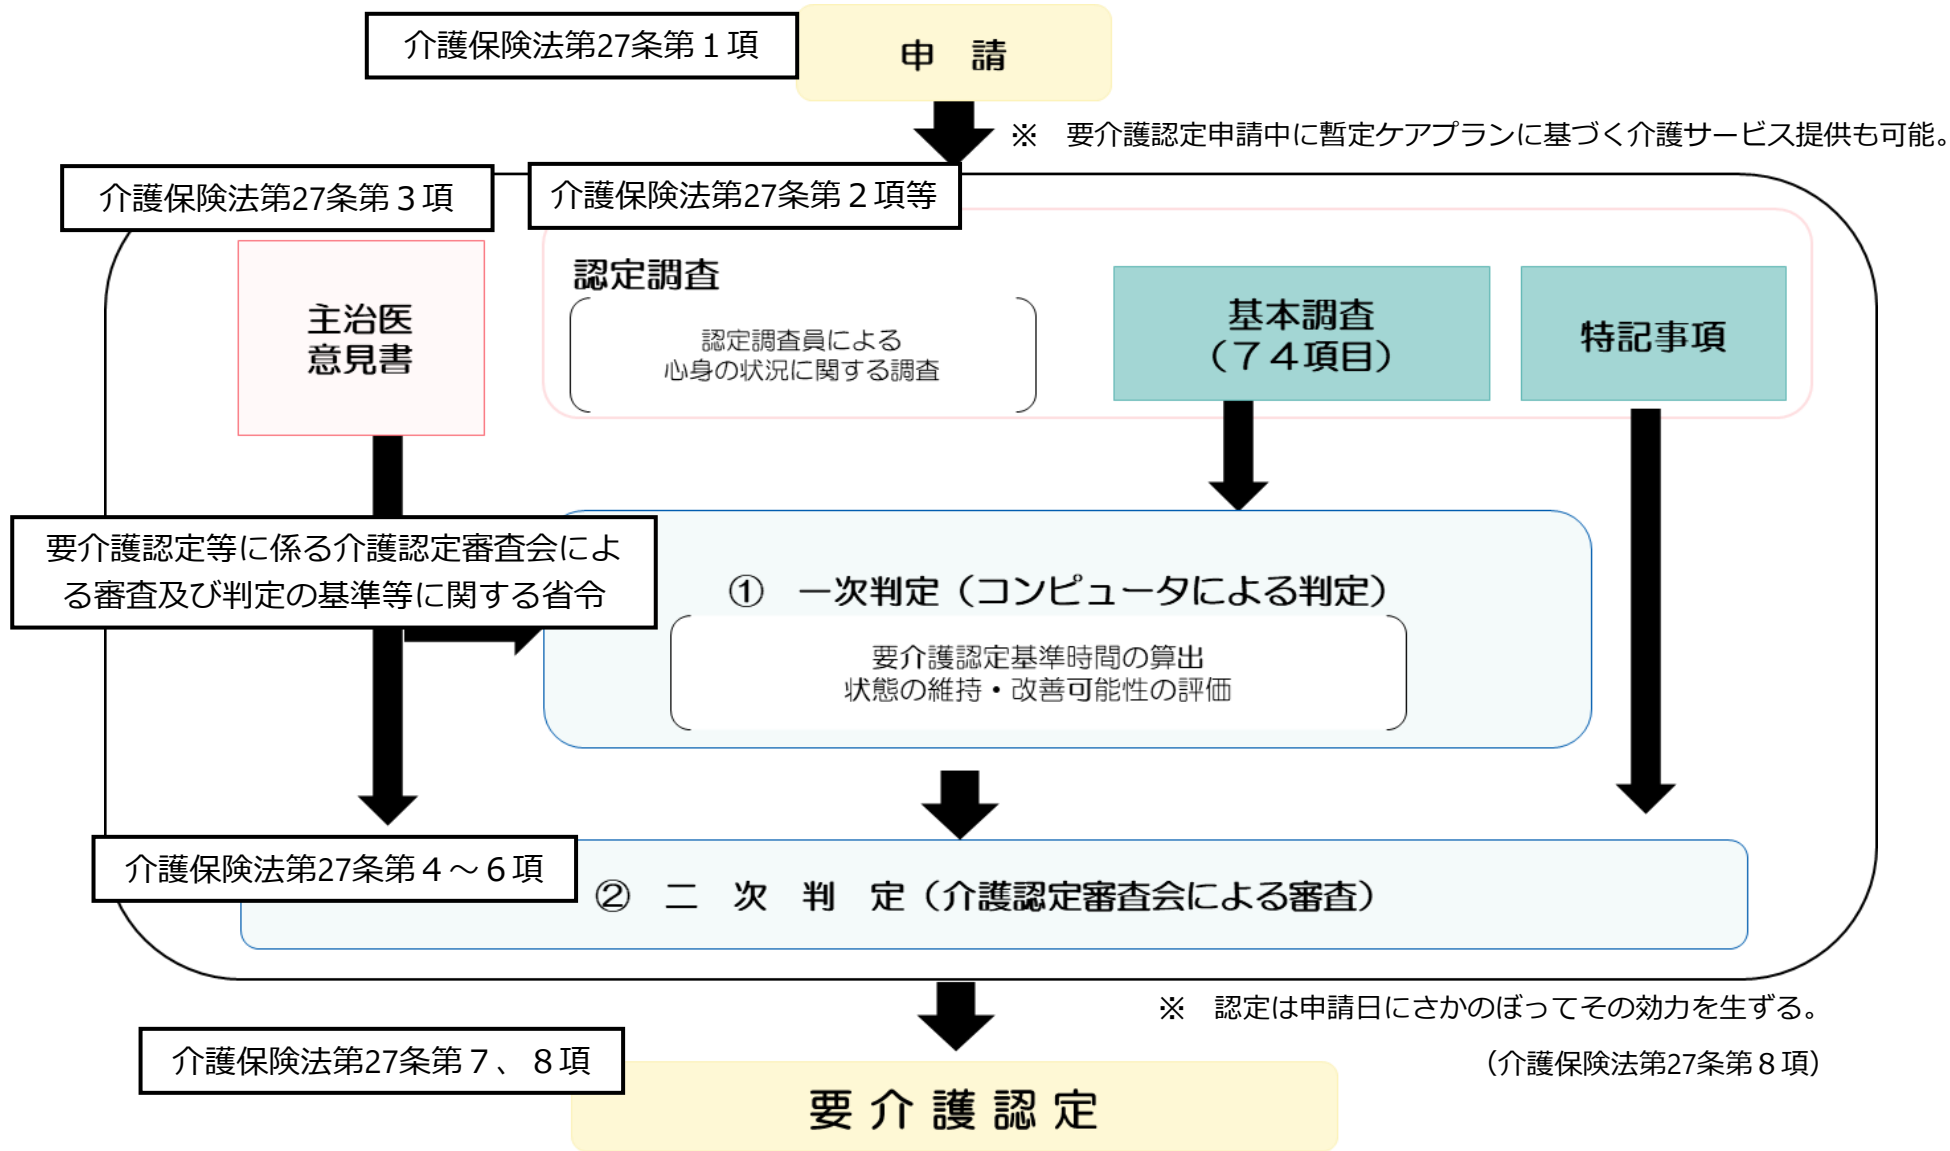 介護保険法第27条第１項
申　請
※　要介護認定申請中に暫定ケアプランに基づく介護サービス提供も可能。
介護保険法第27条第３項
介護保険法第27条第２項等
主治医
意見書
認定調査
認定調査員による
心身の状況に関する調査
基本調査
（７４項目）
特記事項
要介護認定等に係る介護認定審査会によ
る審査及び判定の基準等に関する省令
①　一次判定（コンピュータによる判定）
要介護認定基準時間の算出
状態の維持・改善可能性の評価
介護保険法第27条第４～６項
②　二　次　判　定（介護認定審査会による審査）
※　認定は申請日にさかのぼってその効力を生ずる。
（介護保険法第27条第８項）
介護保険法第27条第７、８項
要介護認定